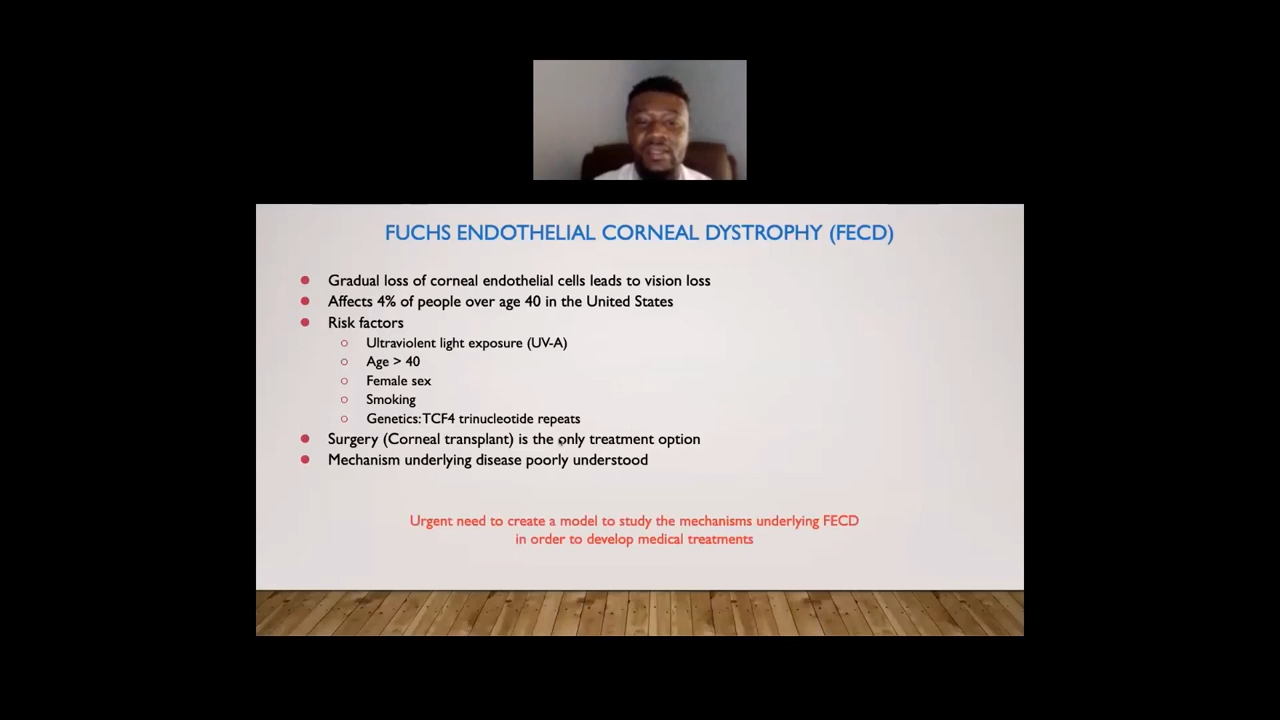 FUCHS ENDOTHELIAL CORNEAL DYSTROPHY (FECD)
Gradual loss of corneal endothelial cells leads to vision loss
Affects 4% of people over age 40 in the United States
Risk factors
Ultraviolent light exposure (UV-A)
Age > 40
Female sex
Smoking
Genetics: TCF4 trinucleotide repeats
Surgery (Corneal transplant) is the only treatment option
Mechanism underlying disease poorly understood
Urgent need to create a model to study the mechanisms underlying FECD
in order to develop medical treatments